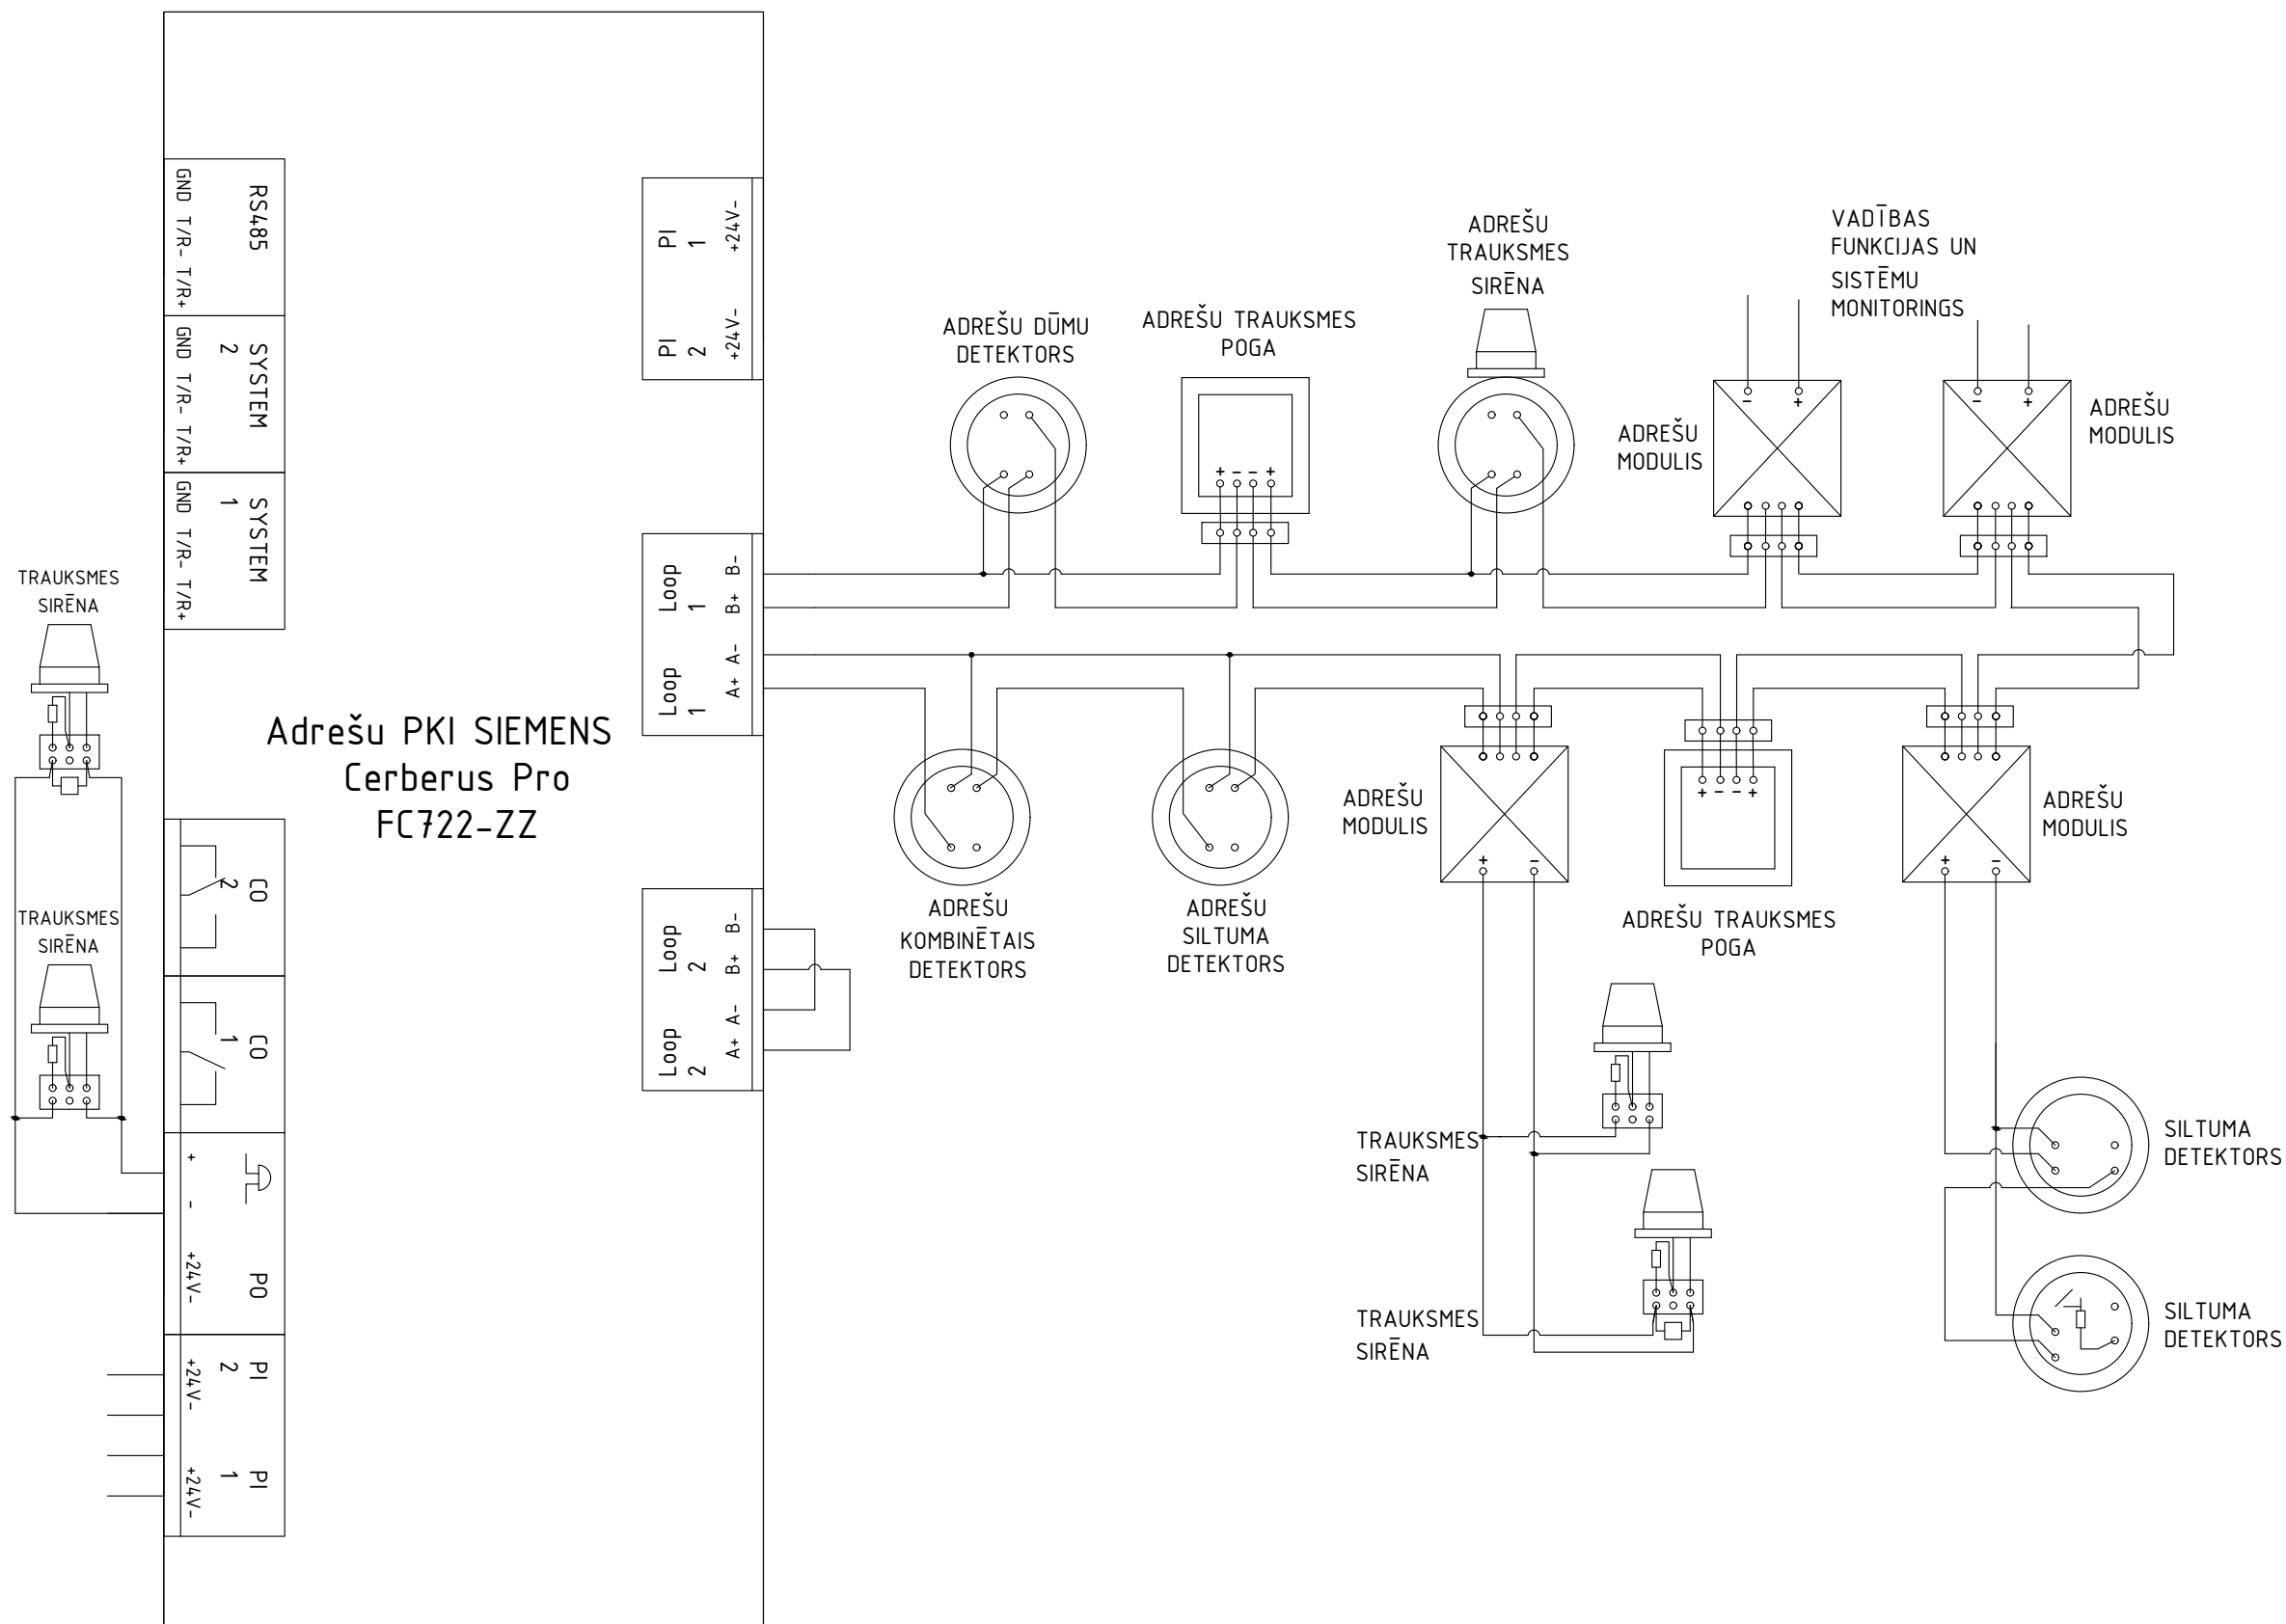 RS485
GND T/R- T/R+
SYSTEM
2
GND T/R- T/R+
SYSTEM
1
GND T/R- T/R+
TRAUKSMES
SIRĒNA
TRAUKSMES
SIRĒNA
CO
2
CO
1
+
-
PO
+24V-
PI
2
+24V-
PI
1
+24V-
Adrešu PKI SIEMENS
Cerberus Pro
FC722-ZZ
PI
1
+24V-
PI
2
+24V-
Loop
1
B+ B-
Loop
1
A+ A-
Loop
2
B+ B-
Loop
2
A+ A-
ADREŠU DŪMU
DETEKTORS
ADREŠU TRAUKSMES
POGA
+ - - +
ADREŠU
TRAUKSMES
SIRĒNA
ADREŠU
MODULIS
- +
VADĪBAS
FUNKCIJAS UN
SISTĒMU
MONITORINGS
- +
ADREŠU
MODULIS
ADREŠU
KOMBINĒTAIS
DETEKTORS
ADREŠU
SILTUMA
DETEKTORS
ADREŠU
MODULIS
+ -
+ - - +
ADREŠU TRAUKSMES
POGA
+ -
ADREŠU
MODULIS
TRAUKSMES
SIRĒNA
TRAUKSMES
SIRĒNA
SILTUMA
DETEKTORS
SILTUMA
DETEKTORS